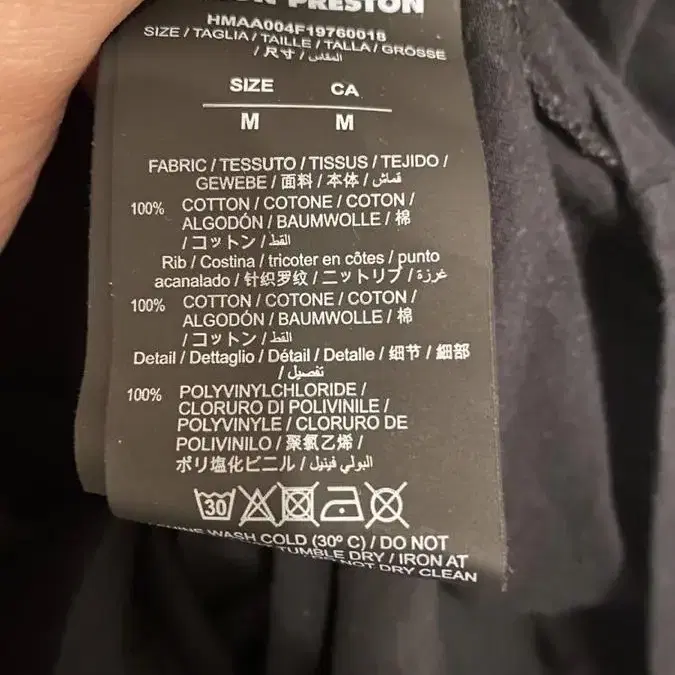 PRESTON
HMAA004F19760018
SIZE / TAGLIA / TAILLE / TALLA / GRÖSSE
/ 尺寸 / المقاس
SIZE CA
M M
FABRIC / TESSUTO / TISSUS / TEJIDO /
GEWEBE / 面料 / 本体 / قماش
100% COTTON / COTONE / COTON /
ALGODÓN / BAUMWOLLE / 棉
/ コットン / القط
Rib / Costina / tricoter en côtes / punto
acanalado / 针织罗纹 / ニットリブ / غرزة
100% COTTON / COTONE / COTON /
ALGODÓN / BAUMWOLLE / 棉
/ コットン / القط
Detail / Dettaglio / Détail / Detalle / 细节 / 細部
/ تفصيل
100% POLYVINYLCHLORIDE /
CLORURO DI POLIVINILE /
POLYVINYLE / CLORURO DE
POLIVINILO / 聚氯乙烯 /
ポリ塩化ビニル / البولي فينيل
30
WASH COLD (30° C) / DO NOT
TUMBLE DRY / IRON AT
NOT DRY CLEAN